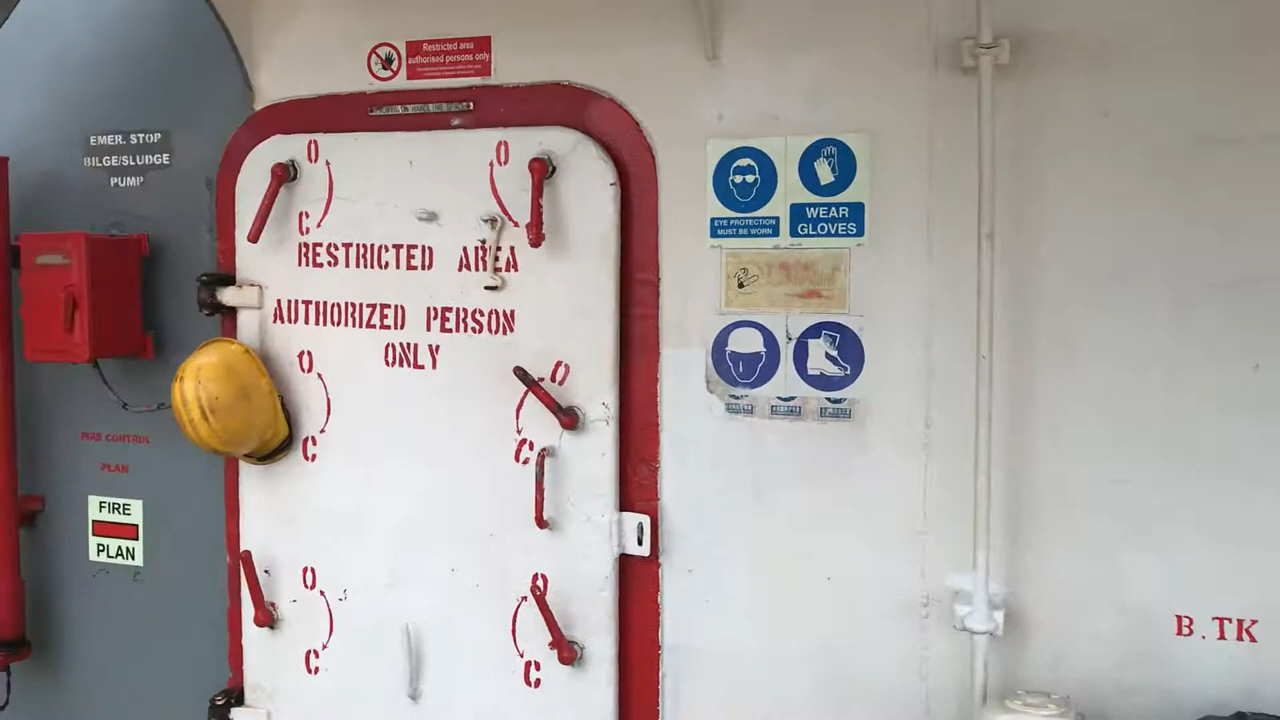 Restricted area
authorised persons only
EMER. STOP
BILGE/SLUDGE
PUMP
O
O
C
RESTRICTED AREA
AUTHORIZED PERSON
ONLY
O
C
O
C
O
C
O
C
EYE PROTECTION
MUST BE WORN
WEAR
GLOVES
FIRE CONTROL
PLAN
FIRE
PLAN
B.TK